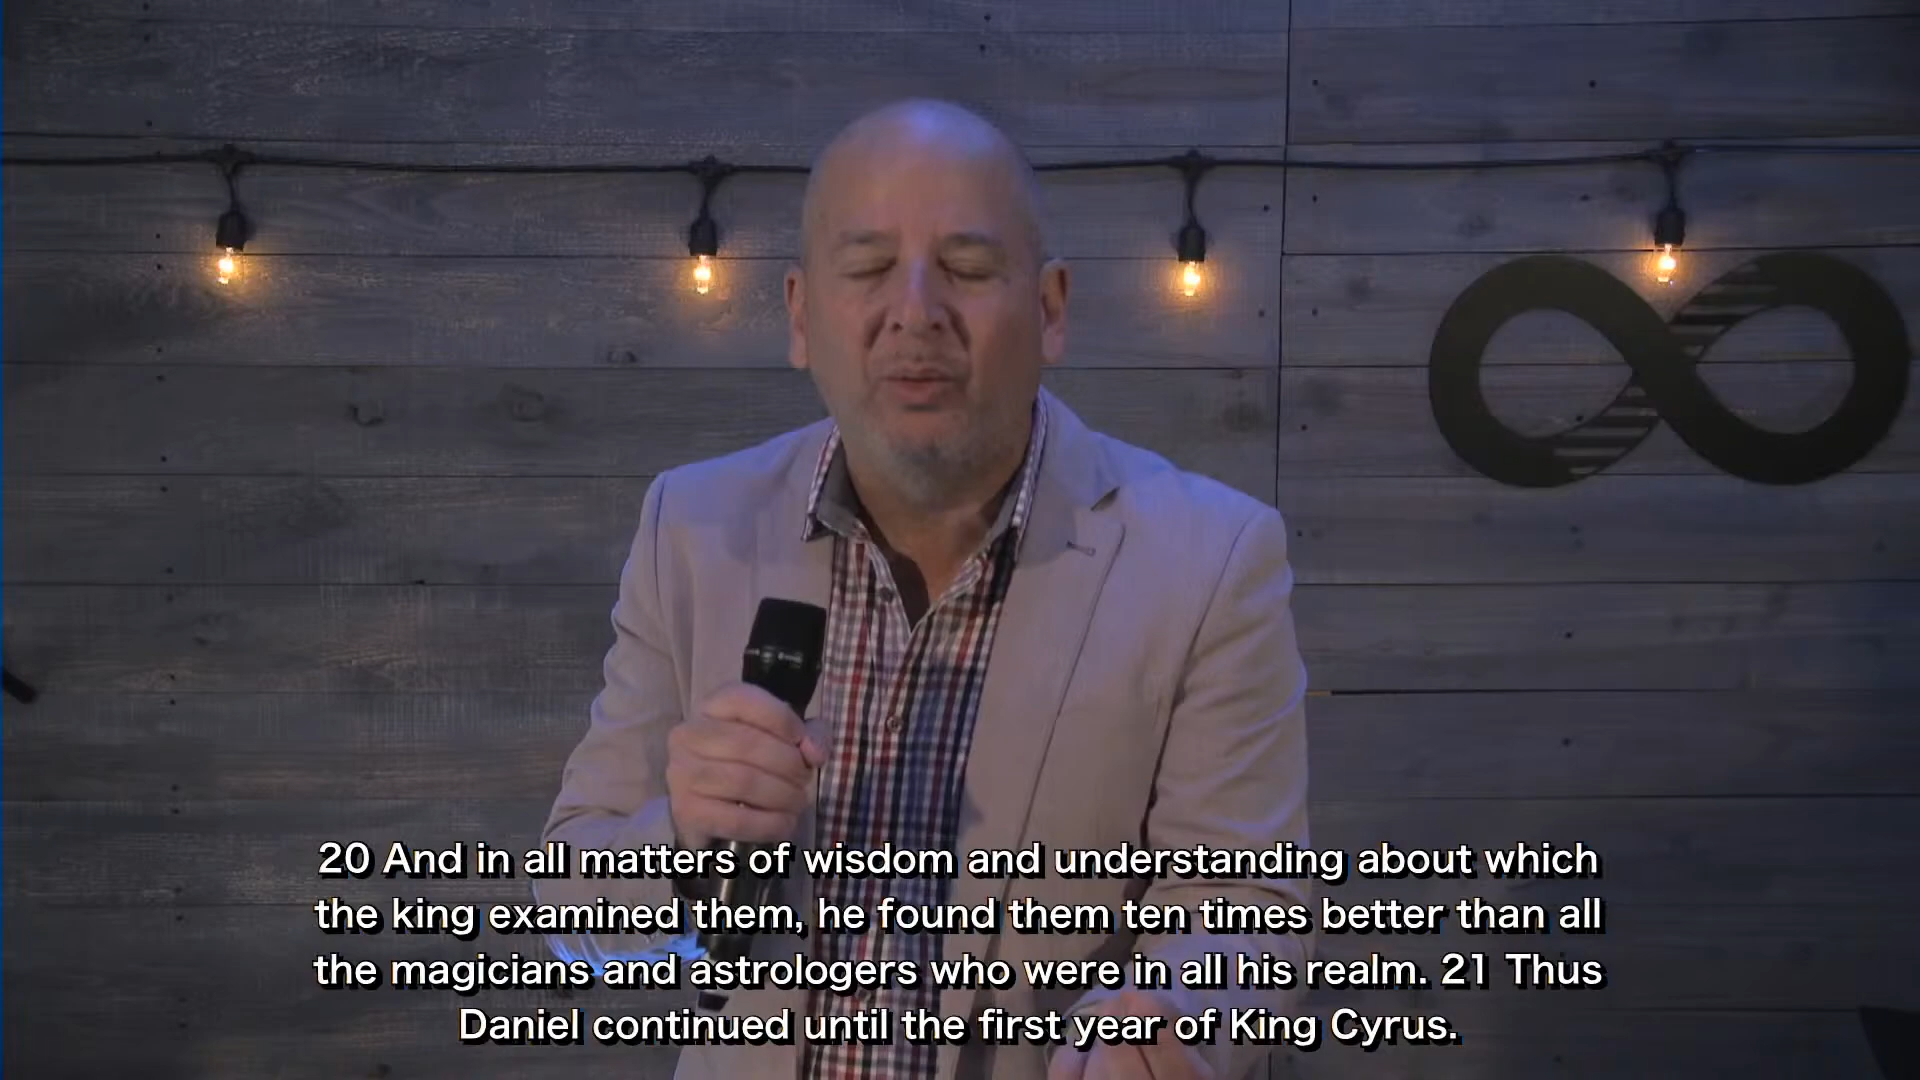 20 And in all matters of wisdom and understanding about which
the king examined them, he found them ten times better than all
the magicians and astrologers who were in all his realm. 21 Thus
Daniel continued until the first year of King Cyrus.